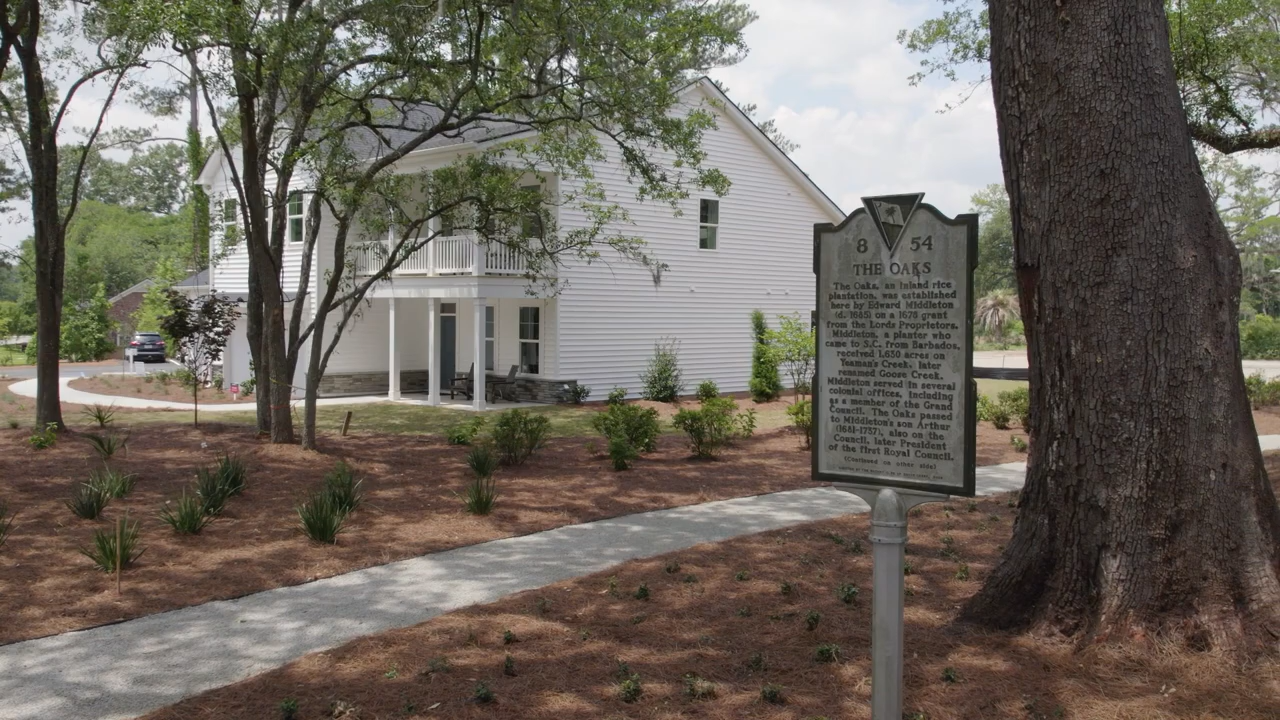 8 54
THE OAKS
The Oaks, an inland rice
plantation, was established
here by Edward Middleton
(d. 1685) on a 1678 grant
from the Lords Proprietors.
Middleton, a planter who
came to S.C. from Barbados,
received 1,630 acres on
Yeaman's Creek, later
renamed Goose Creek.
Middleton served in several
colonial offices, including
as a member of the Grand
Council. The Oaks passed
to Middleton's son Arthur
(1681-1737), also on the
Council, later President
of the first Royal Council.
(Continued on other side)